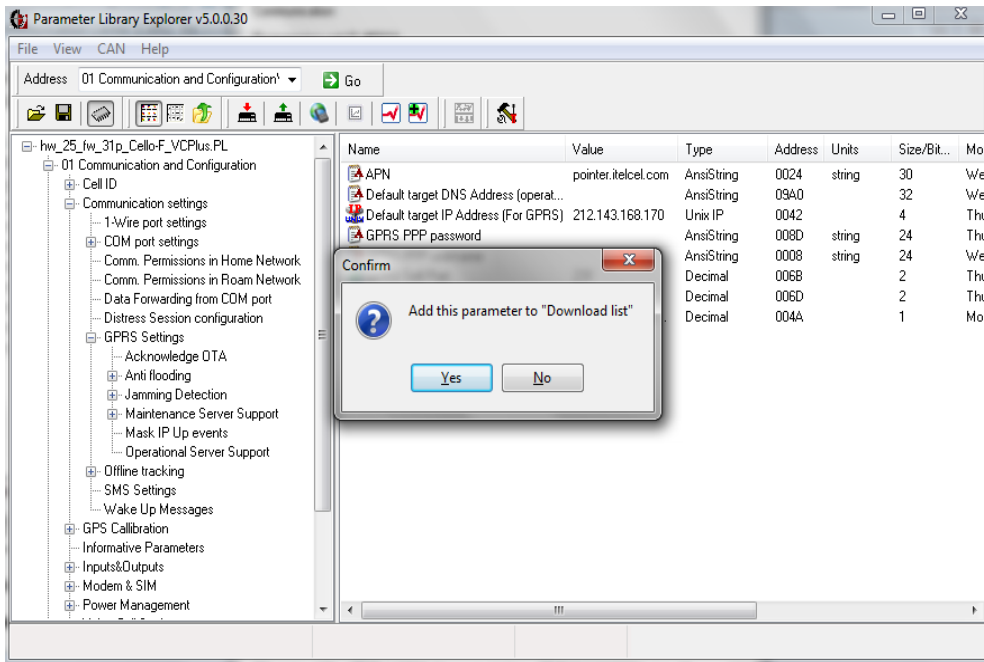 Parameter Library Explorer v5.0.0.30
File View CAN Help
Address 01 Communication and Configuration\ Go
hw_25_fw_31p_Cello-F_VCPlus.PL
01 Communication and Configuration
Cell ID
Communication settings
1-Wire port settings
COM port settings
Comm. Permissions in Home Network
Comm. Permissions in Roam Network
Data Forwarding from COM port
Distress Session configuration
GPRS Settings
Acknowledge OTA
Anti flooding
Jamming Detection
Maintenance Server Support
Mask IP Up events
Operational Server Support
Offline tracking
SMS Settings
Wake Up Messages
GPS Callibration
Informative Parameters
Inputs&Outputs
Modem & SIM
Power Management
Name Value Type Address Units Size/Bit... Mo
APN pointer.itelcel.com AnsiString 0024 string 30 We
Default target DNS Address (operat... AnsiString 09A0 32 We
Default target IP Address (For GPRS) 212.143.168.170 Unix IP 0042 4 Thu
GPRS PPP password AnsiString 008D string 24 Thu
AnsiString 0008 string 24 We
Decimal 006B 2 Thu
Decimal 006D 2 Thu
Decimal 004A 1 Mo
Confirm
Add this parameter to "Download list"
Yes No